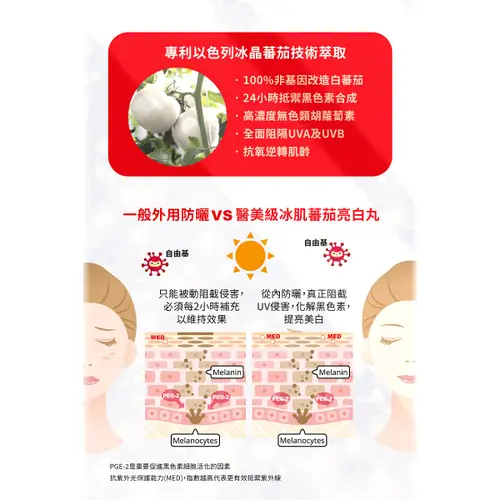 專利以色列冰晶蕃茄技術萃取
· 100%非基因改造白蕃茄
· 24小時抵禦黑色素合成
· 高濃度無色類胡蘿蔔素
· 全面阻隔UVA及UVB
· 抗氧逆轉肌齡
一般外用防曬VS醫美級冰肌蕃茄亮白丸
自由基
自由基
只能被動阻截侵害，
必須每2小時補充
以維持效果
從內防曬，真正阻截
UV侵害，化解黑色素，
提亮美白
MED
MED
MED
Melanin
Melanin
PEG-2
PEG-2
PEG-2
PEG-2
Melanocytes
Melanocytes
PGE-2是重要促進黑色素細胞活化的因素
抗紫外光保護能力(MED)，指數越高代表更有效抵禦紫外線